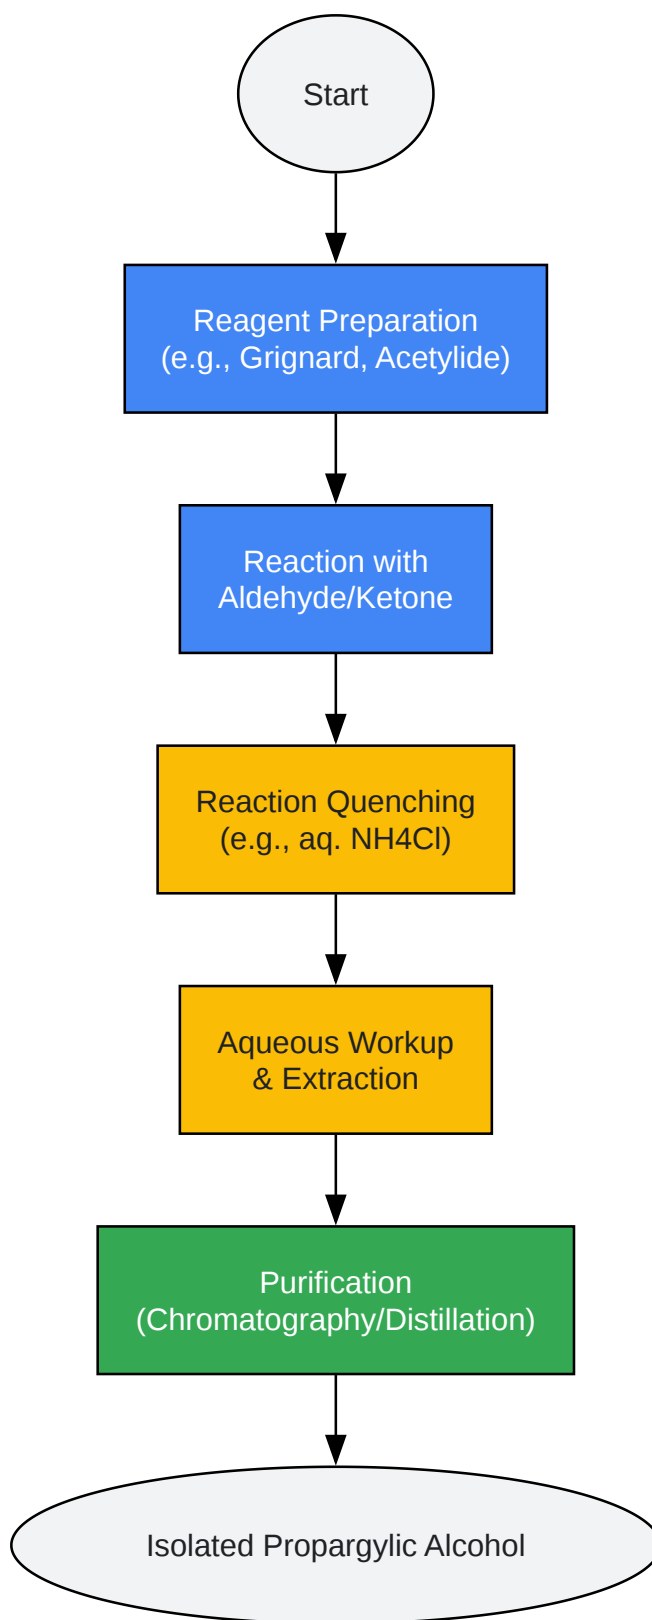 Start
Reagent Preparation
(e.g., Grignard, Acetylide)
Reaction with
Aldehyde/Ketone
Reaction Quenching
(e.g., aq. NH4Cl)
Aqueous Workup
& Extraction
Purification
(Chromatography/Distillation)
Isolated Propargylic Alcohol